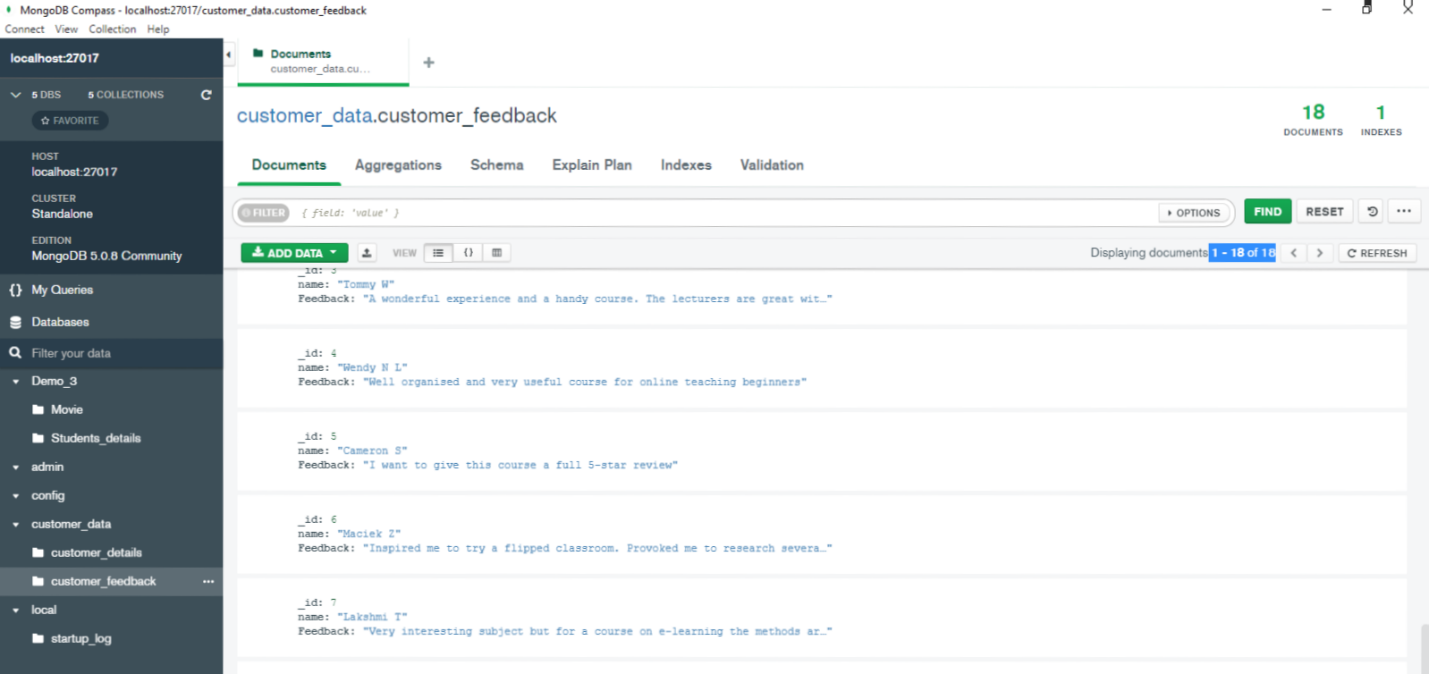 MongoDB Compass - localhost:27017/customer_data.customer_feedback
Connect View Collection Help
localhost:27017
5 DBS 5 COLLECTIONS
FAVORITE
HOST
localhost:27017
CLUSTER
Standalone
EDITION
MongoDB 5.0.8 Community
{} My Queries
Databases
Filter your data
Demo_3
Movie
Students_details
admin
config
customer_data
customer_details
customer_feedback ...
local
startup_log
Documents
customer_data.cu...
+
customer_data.customer_feedback
18
DOCUMENTS
1
INDEXES
Documents Aggregations Schema Explain Plan Indexes Validation
FILTER { field: 'value' } OPTIONS FIND RESET ...
ADD DATA VIEW {} Displaying documents 1 - 18 of 18 < > REFRESH
_id: 3
name: "Tommy W"
Feedback: "A wonderful experience and a handy course. The lecturers are great wit…"
_id: 4
name: "Wendy N L"
Feedback: "Well organised and very useful course for online teaching beginners"
_id: 5
name: "Cameron S"
Feedback: "I want to give this course a full 5-star review"
_id: 6
name: "Maciek Z"
Feedback: "Inspired me to try a flipped classroom. Provoked me to research severa…"
_id: 7
name: "Lakshmi T"
Feedback: "Very interesting subject but for a course on e-learning the methods ar…"